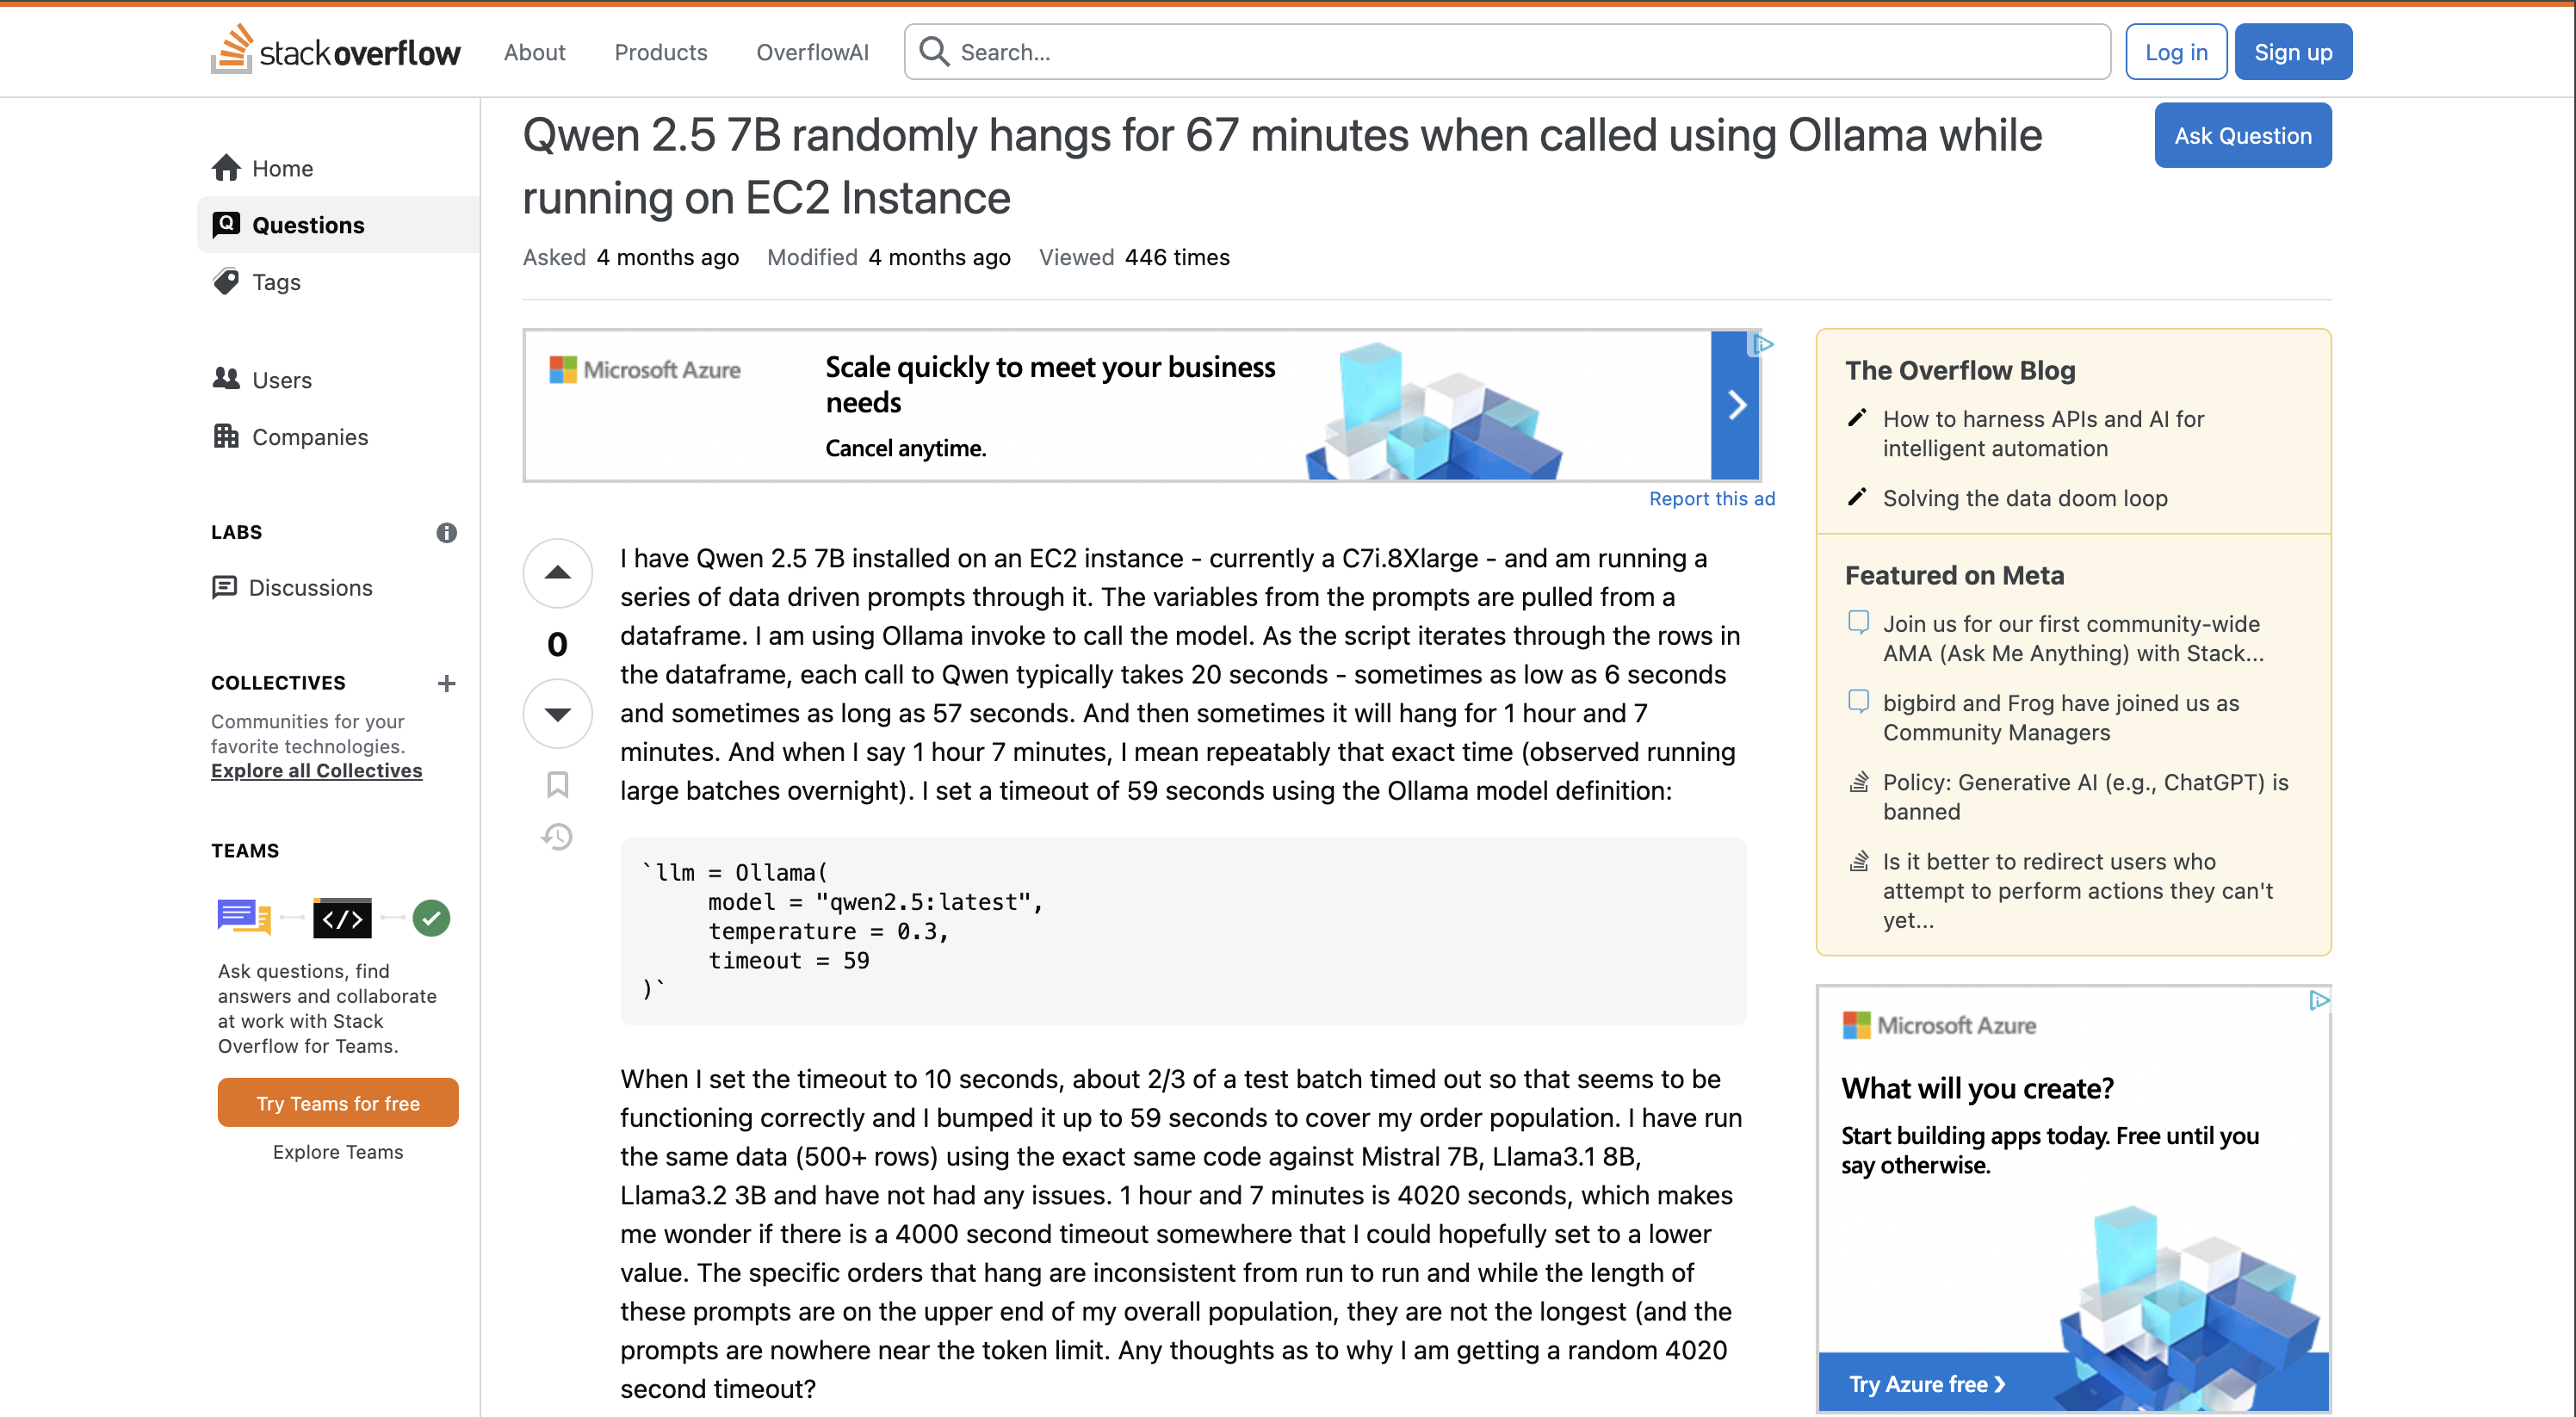 stack overflow
About
Products
OverflowAI
Search...
Log in
Sign up
Home
Questions
Tags
Users
Companies
LABS
Discussions
COLLECTIVES
Communities for your
favorite technologies.
Explore all Collectives
TEAMS
</>
Ask questions, find
answers and collaborate
at work with Stack
Overflow for Teams.
Try Teams for free
Explore Teams
Qwen 2.5 7B randomly hangs for 67 minutes when called using Ollama while
running on EC2 Instance
Ask Question
Asked 4 months ago Modified 4 months ago Viewed 446 times
Microsoft Azure
Scale quickly to meet your business
needs
Cancel anytime.
Report this ad
0
I have Qwen 2.5 7B installed on an EC2 instance - currently a C7i.8Xlarge - and am running a
series of data driven prompts through it. The variables from the prompts are pulled from a
dataframe. I am using Ollama invoke to call the model. As the script iterates through the rows in
the dataframe, each call to Qwen typically takes 20 seconds - sometimes as low as 6 seconds
and sometimes as long as 57 seconds. And then sometimes it will hang for 1 hour and 7
minutes. And when I say 1 hour 7 minutes, I mean repeatably that exact time (observed running
large batches overnight). I set a timeout of 59 seconds using the Ollama model definition:
`llm = Ollama(
model = "qwen2.5:latest",
temperature = 0.3,
timeout = 59
)`
When I set the timeout to 10 seconds, about 2/3 of a test batch timed out so that seems to be
functioning correctly and I bumped it up to 59 seconds to cover my order population. I have run
the same data (500+ rows) using the exact same code against Mistral 7B, Llama3.1 8B,
Llama3.2 3B and have not had any issues. 1 hour and 7 minutes is 4020 seconds, which makes
me wonder if there is a 4000 second timeout somewhere that I could hopefully set to a lower
value. The specific orders that hang are inconsistent from run to run and while the length of
these prompts are on the upper end of my overall population, they are not the longest (and the
prompts are nowhere near the token limit. Any thoughts as to why I am getting a random 4020
second timeout?
The Overflow Blog
How to harness APIs and AI for
intelligent automation
Solving the data doom loop
Featured on Meta
Join us for our first community-wide
AMA (Ask Me Anything) with Stack...
bigbird and Frog have joined us as
Community Managers
Policy: Generative AI (e.g., ChatGPT) is
banned
Is it better to redirect users who
attempt to perform actions they can't
yet...
Microsoft Azure
What will you create?
Start building apps today. Free until you
say otherwise.
Try Azure free ❯